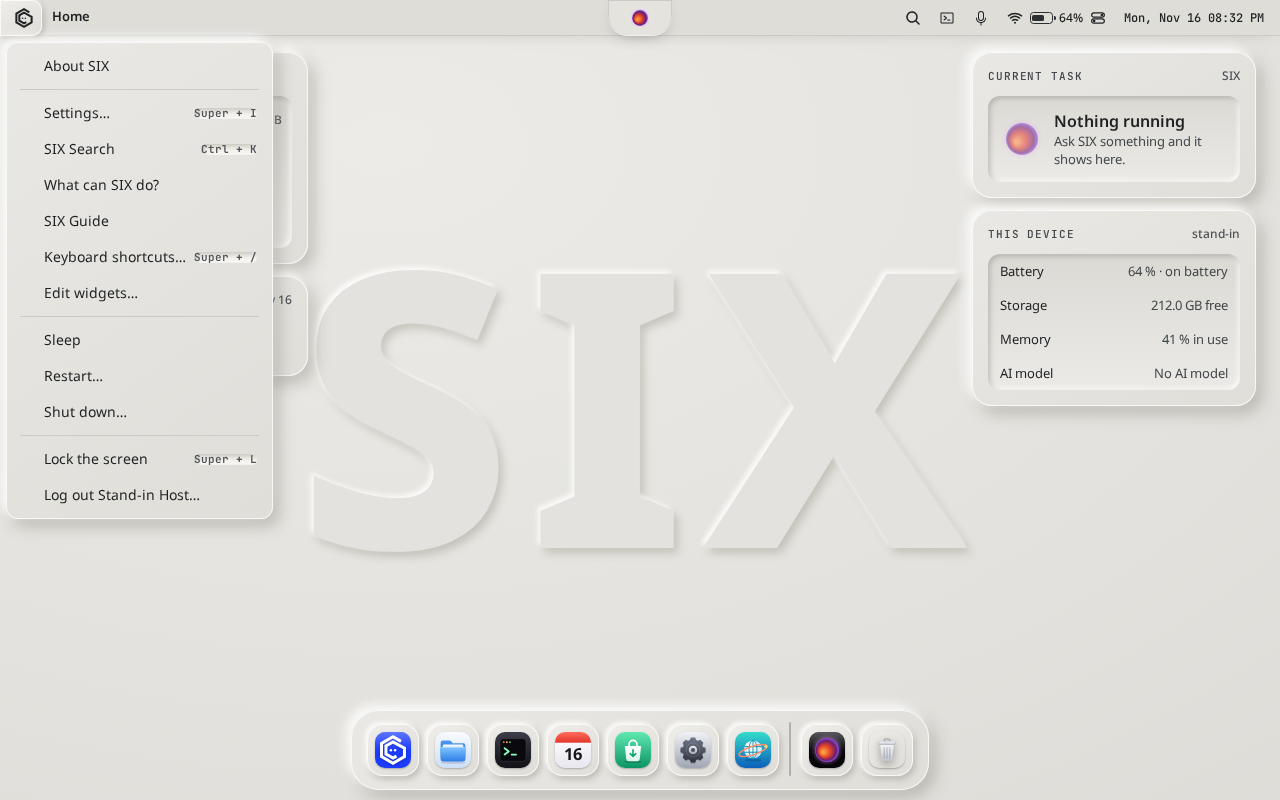 Home
64%
Mon, Nov 16 08:32 PM
About SIX
Settings...
Super + I
SIX Search
Ctrl + K
What can SIX do?
SIX Guide
Keyboard shortcuts...
Super + /
Edit widgets...
Sleep
Restart...
Shut down...
Lock the screen
Super + L
Log out Stand-in Host...
B
16
SIX
CURRENT TASK
SIX
Nothing running
Ask SIX something and it
shows here.
THIS DEVICE
stand-in
Battery
64 % · on battery
Storage
212.0 GB free
Memory
41 % in use
AI model
No AI model
16